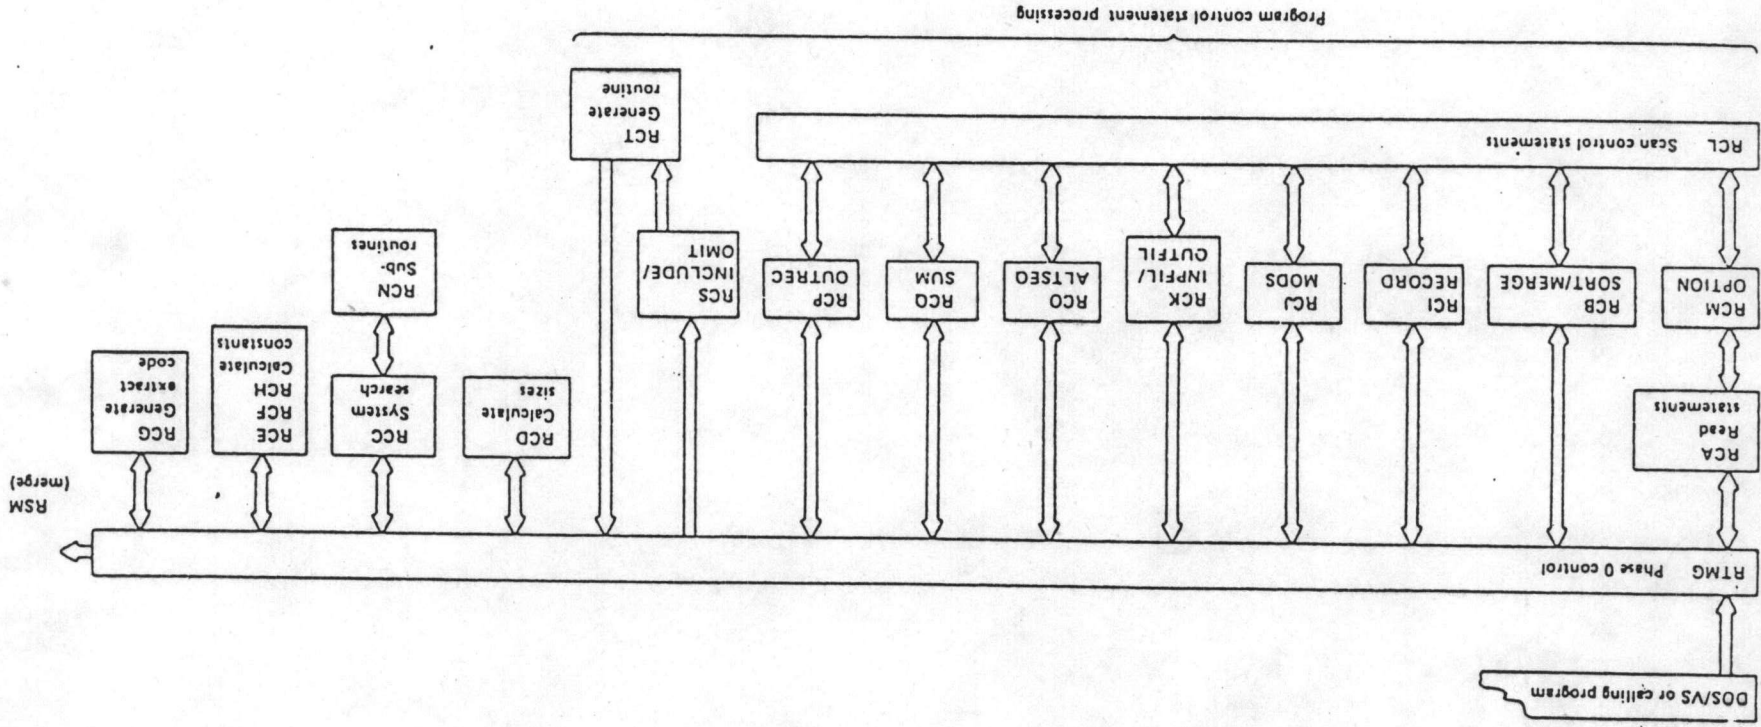 DOS/VS or calling program
RTMG Phase 0 control
RSM
(merge)
RCA
Read
statements
RCD
Calculate
sizes
RCC
System
search
RCE
RCF
RCH
Calculate
constants
RCG
Generate
extract
code
RCM
OPTION
RCB
SORT/MERGE
RCI
RECORD
RCJ
MODS
RCK
INPFIL/
OUTFIL
RCO
ALTSEQ
RCQ
SUM
RCP
OUTREC
RCS
INCLUDE/
OMIT
RCN
Sub-
routines
RCL Scan control statements
RCT
Generate
routine
Program control statement processing